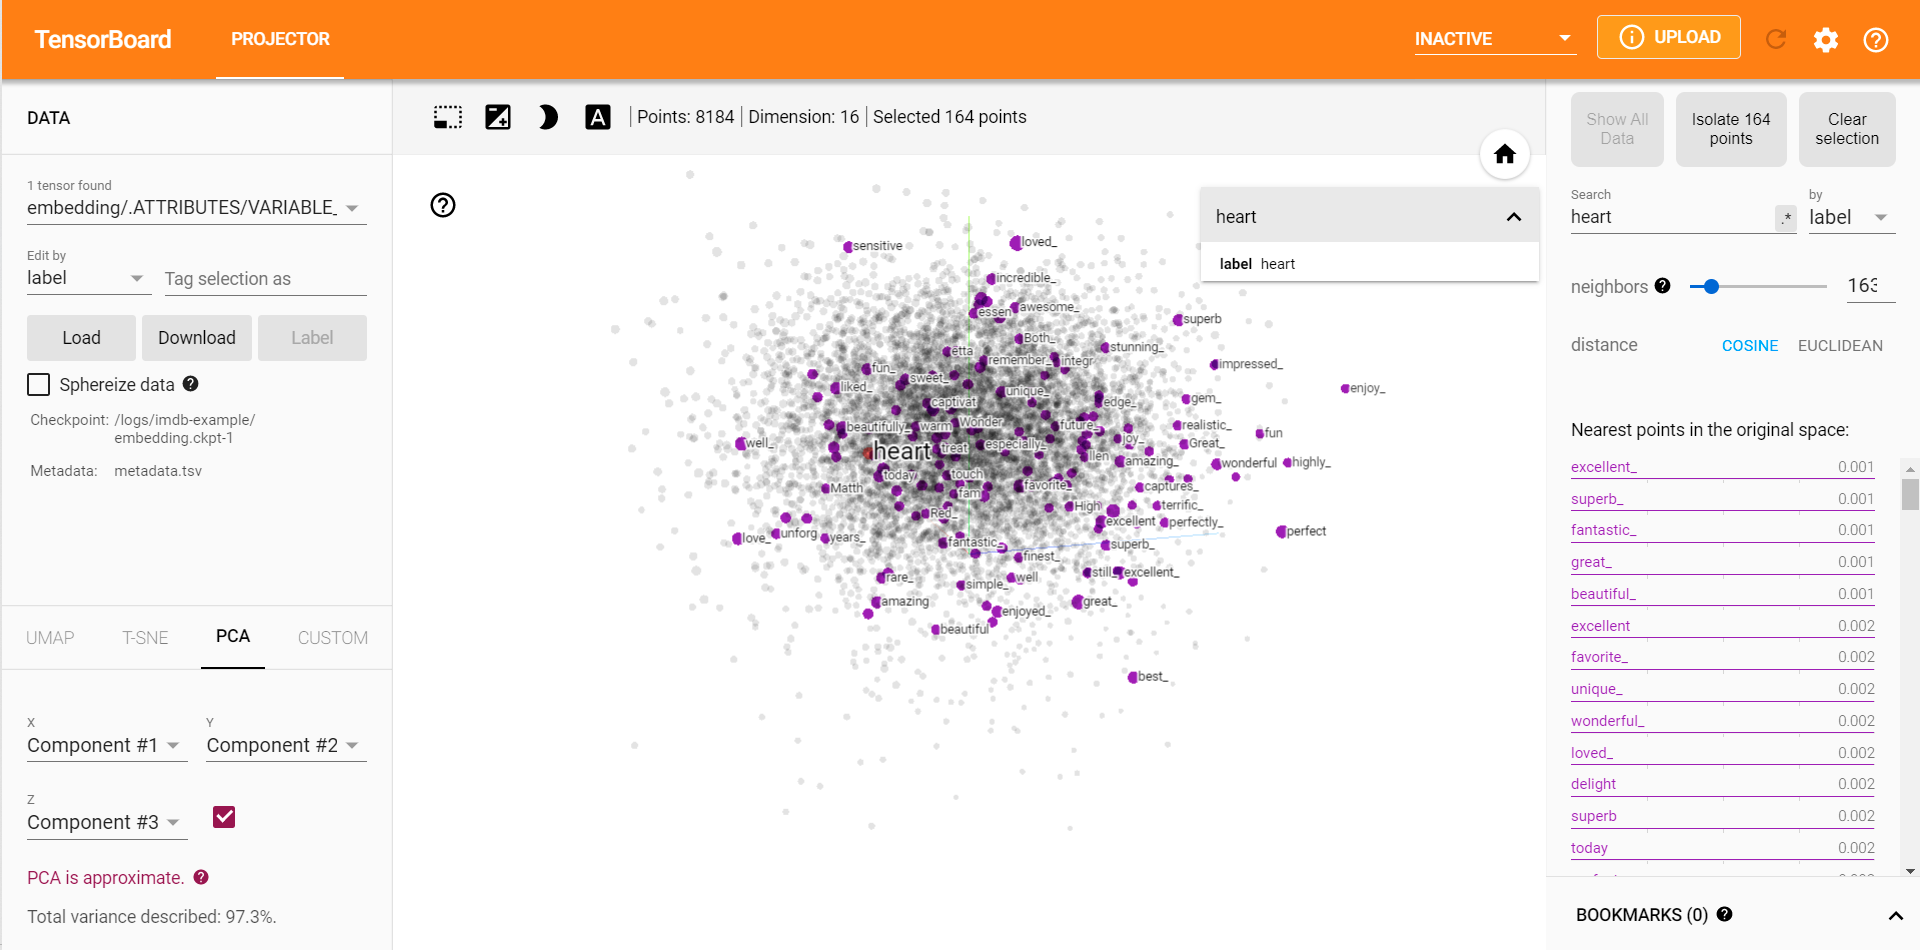 TensorBoard
PROJECTOR
INACTIVE
UPLOAD
DATA
1 tensor found
embedding/.ATTRIBUTES/VARIABLE_
Edit by
label
Tag selection as
Load
Download
Label
Sphereize data
Checkpoint: /logs/imdb-example/
embedding.ckpt-1
Metadata: metadata.tsv
UMAP
T-SNE
PCA
CUSTOM
X
Component #1
Y
Component #2
Z
Component #3
PCA is approximate.
Total variance described: 97.3%.
A
Points: 8184 | Dimension: 16 | Selected 164 points
heart
label heart
sensitive
loved_
incredible_
essen
awesome_
superb
Both_
stunning_
etta
remember_
integr
impressed_
fun_
sweet_
liked_
unique_
enjoy_
captivat
edge_
gem_
beautifully_
warm
Wonder
future_
realistic_
fun
well_
heart
treat
especially_
joy_
Great_
llen
amazing_
wonderful
highly_
today
touch
Matth
fam
favorite_
captures_
Red_
High
terrific_
excellent
perfectly_
perfect
love_
unforg
years_
fantastic_
superb_
finest_
rare_
simple_
well
still_
excellent_
amazing
enjoyed_
great_
beautiful
best_
Show All
Data
Isolate 164
points
Clear
selection
Search
heart
.*
by
label
neighbors
163
distance
COSINE
EUCLIDEAN
Nearest points in the original space:
excellent_ 0.001
superb_ 0.001
fantastic_ 0.001
great_ 0.001
beautiful_ 0.001
excellent 0.002
favorite_ 0.002
unique_ 0.002
wonderful_ 0.002
loved_ 0.002
delight 0.002
superb 0.002
today 0.002
BOOKMARKS (0)